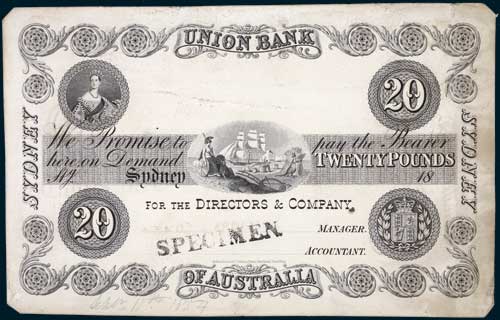 UNION BANK
20
SYDNEY
SYDNEY
We Promise to pay the Bearer
here, on Demand TWENTY POUNDS
No. Sydney 18
FOR THE DIRECTORS & COMPANY,
20
SPECIMEN
MANAGER.
ACCOUNTANT.
OF AUSTRALIA